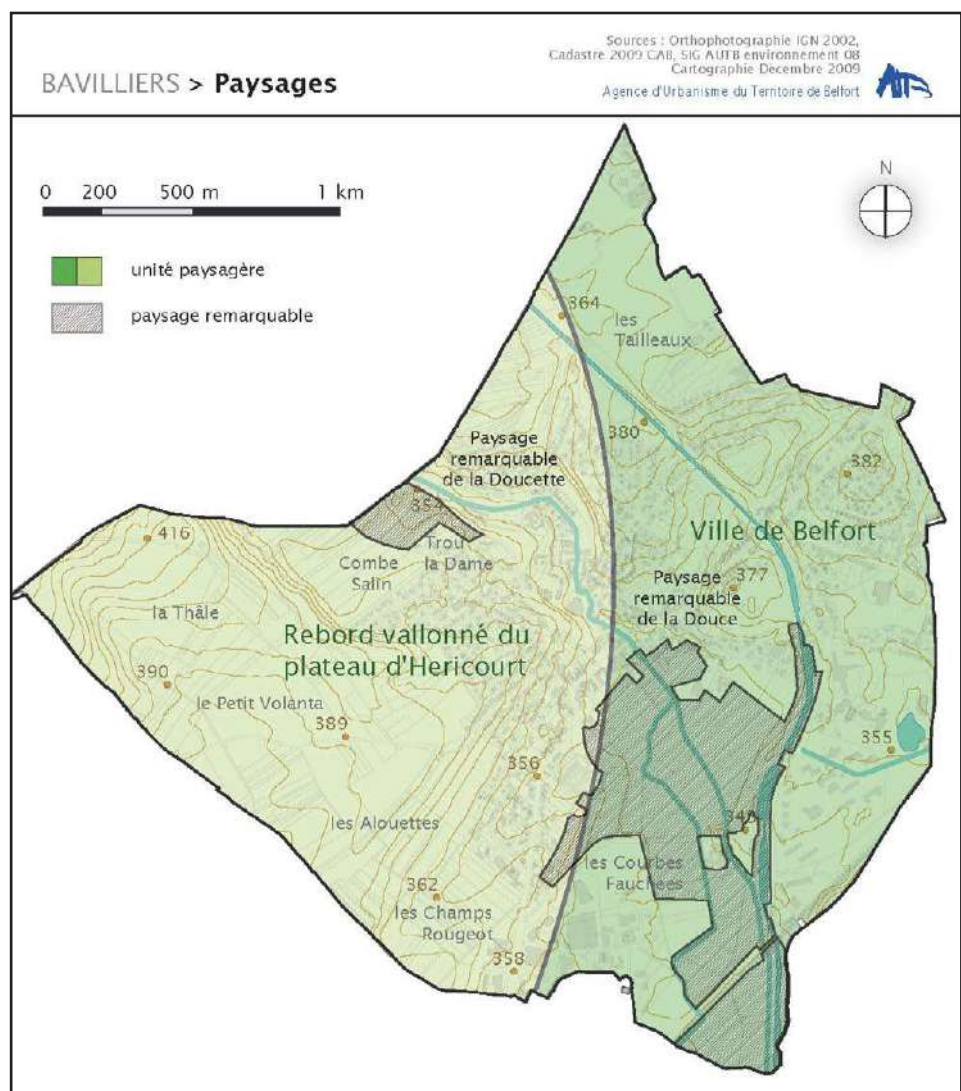 BAVILLIERS > Paysages
Sources : Orthophotographie IGN 2002,
Cadastre 2009 CAB, SIG AUTB environnement 08
Cartographie Décembre 2009
Agence d'Urbanisme du Territoire de Belfort
0 200 500 m 1 km
N
unité paysagère
paysage remarquable
364
les
Tailleaux
380
382
Paysage
remarquable
de la Doucette
354
416
Combe
Salin
Trou
la Dame
Ville de Belfort
377
Paysage
remarquable
de la Douce
la Thâle
Rebord vallonné du
plateau d'Hericourt
390
le Petit Volanta
389
355
356
les Alouettes
les Courbes
Fauchées
362
les Champs
Rougeot
358